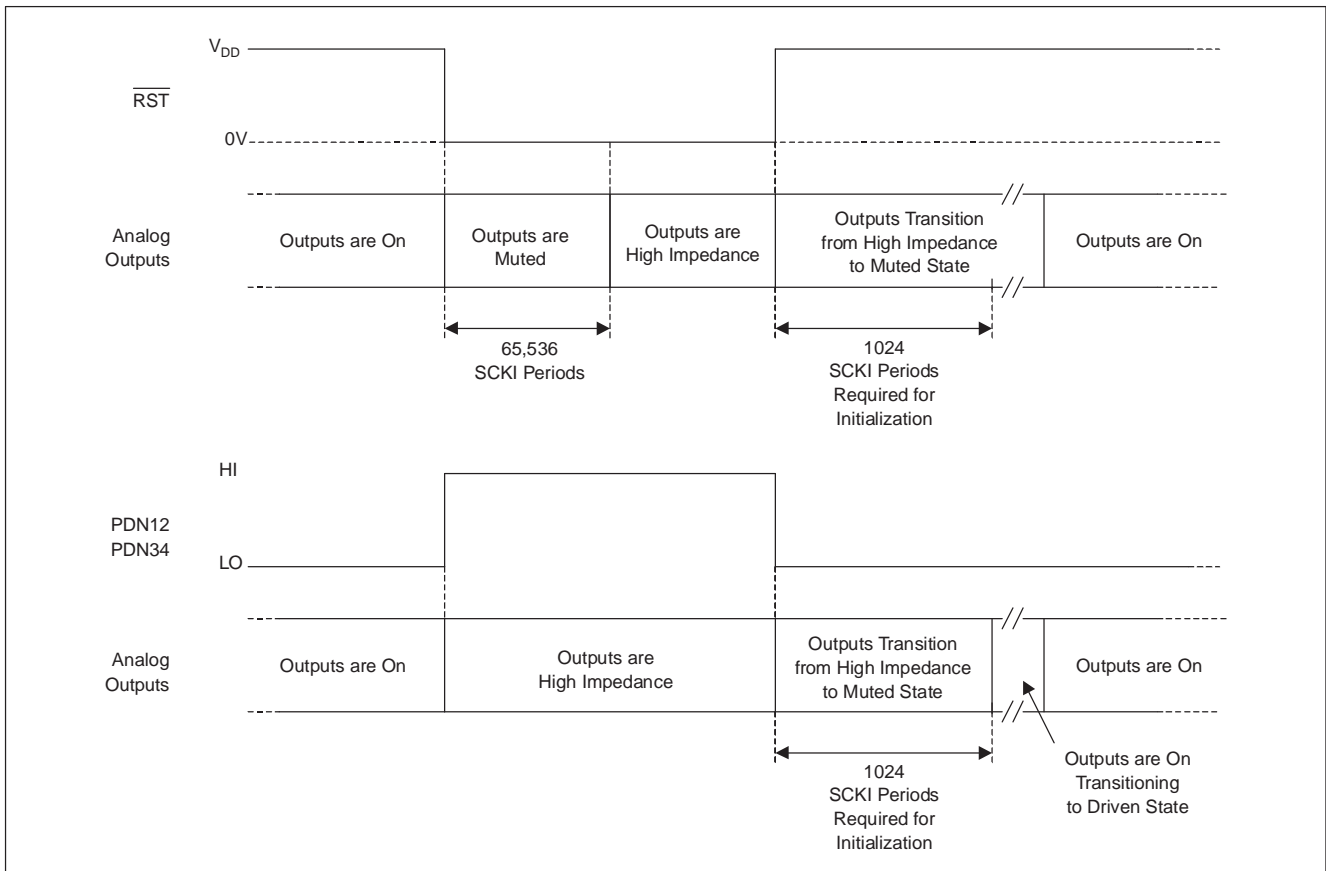 VDD
RST
0V
Analog
Outputs
Outputs are On
Outputs are
Muted
Outputs are
High Impedance
Outputs Transition
from High Impedance
to Muted State
Outputs are On
65,536
SCKI Periods
1024
SCKI Periods
Required for
Initialization
HI
PDN12
PDN34
LO
Analog
Outputs
Outputs are On
Outputs are
High Impedance
Outputs Transition
from High Impedance
to Muted State
Outputs are On
1024
SCKI Periods
Required for
Initialization
Outputs are On
Transitioning
to Driven State